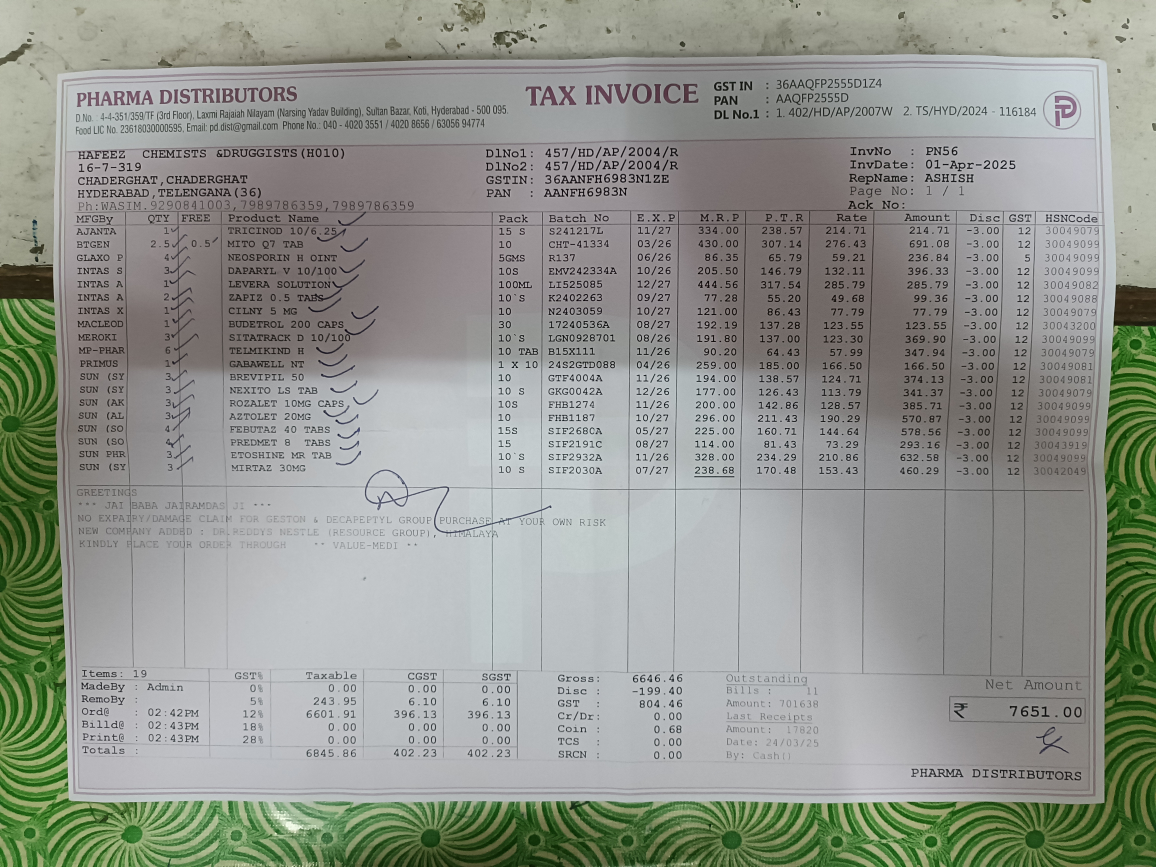 PHARMA DISTRIBUTORS
D.No. 4-4-351/359/TF (3rd Floor), Laxmi Rajaiah Nilayam (Narsing Yadav Building), Sultan Bazar, Koti, Hyderabad - 500 095.
Food LIC No. 23618030000595, Email: pd.dist@gmail.com Phone No.: 040 - 4020 3551 / 4020 8656 / 63056 94774
TAX INVOICE
GST IN : 36AAQFP2555D1Z4
PAN : AAQFP2555D
DL No.1 : 1. 402/HD/AP/2007W 2. TS/HYD/2024 - 116184
HAFEEZ CHEMISTS &DRUGGISTS(H010)
16-7-319
CHADERGHAT,CHADERGHAT
HYDERABAD,TELENGANA(36)
Ph:WASIM.9290841003,7989786359,7989786359
DlNo1: 457/HD/AP/2004/R
DlNo2: 457/HD/AP/2004/R
GSTIN: 36AANFH6983N1ZE
PAN : AANFH6983N
InvNo : PN56
InvDate: 01-Apr-2025
RepName: ASHISH
Page No: 1 / 1
Ack No:
MFGBy QTY FREE Product Name Pack Batch No E.X.P M.R.P P.T.R Rate Amount Disc GST HSNCode
AJANTA 1 TRICINOD 10/6.25 15 S S241217L 11/27 334.00 238.57 214.71 214.71 -3.00 12 30049079
BTGEN 2.5 0.5 MITO Q7 TAB 10 CHT-41334 03/26 430.00 307.14 276.43 691.08 -3.00 12 30049099
GLAXO P 4 NEOSPORIN H OINT 5GMS R137 06/26 86.35 65.79 59.21 236.84 -3.00 5 30049099
INTAS S 3 DAPARYL V 10/100 10S EMV242334A 10/26 205.50 146.79 132.11 396.33 -3.00 12 30049099
INTAS A 1 LEVERA SOLUTION 100ML LI525085 12/27 444.56 317.54 285.79 285.79 -3.00 12 30049082
INTAS A 2 ZAPIZ 0.5 TABS 10`S K2402263 09/27 77.28 55.20 49.68 99.36 -3.00 12 30049088
INTAS X 1 CILNY 5 MG 10 N2403059 10/27 121.00 86.43 77.79 77.79 -3.00 12 30049079
MACLEOD 1 BUDETROL 200 CAPS 30 17240536A 08/27 192.19 137.28 123.55 123.55 -3.00 12 30043200
MEROKI 3 SITATRACK D 10/100 10`S LGN0928701 08/26 191.80 137.00 123.30 369.90 -3.00 12 30049099
MP-PHAR 6 TELMIKIND H 10 TAB B15X111 11/26 90.20 64.43 57.99 347.94 -3.00 12 30049079
PRIMUS 1 GABAWELL NT 1 X 10 24S2GTD088 04/26 259.00 185.00 166.50 166.50 -3.00 12 30049081
SUN (SY 3 BREVIPIL 50 10 GTF4004A 11/26 194.00 138.57 124.71 374.13 -3.00 12 30049081
SUN (SY 3 NEXITO LS TAB 10 S GKG0042A 12/26 177.00 126.43 113.79 341.37 -3.00 12 30049079
SUN (AK 3 ROZALET 10MG CAPS 10S FHB1274 11/26 200.00 142.86 128.57 385.71 -3.00 12 30049099
SUN (AL 3 AZTOLET 20MG 10 FHB1187 10/27 296.00 211.43 190.29 570.87 -3.00 12 30049099
SUN (SO 4 FEBUTAZ 40 TABS 15S SIF2680A 05/27 225.00 160.71 144.64 578.56 -3.00 12 30049099
SUN (SO 4 PREDMET 8 TABS 15 SIF2191C 08/27 114.00 81.43 73.29 293.16 -3.00 12 30043919
SUN PHR 3 ETOSHINE MR TAB 10`S SIF2932A 11/26 328.00 234.29 210.86 632.58 -3.00 12 30049099
SUN (SY 3 MIRTAZ 30MG 10 S SIF2030A 07/27 238.68 170.48 153.43 460.29 -3.00 12 30042049
GREETINGS
*** JAI BABA JAIRAMDAS JI ***
NO EXPAIRY/DAMAGE CLAIM FOR GESTON & DECAPEPTYL GROUP PURCHASE AT YOUR OWN RISK
NEW COMPANY ADDED : DR.REDDYS NESTLE (RESOURCE GROUP), HIMALAYA
KINDLY PLACE YOUR ORDER THROUGH ** VALUE-MEDI **
Items: 19
MadeBy : Admin
RemoBy :
Ord@ : 02:42PM
Billd@ : 02:43PM
Print@ : 02:43PM
Totals :
GST% Taxable CGST SGST
0% 0.00 0.00 0.00
5% 243.95 6.10 6.10
12% 6601.91 396.13 396.13
18% 0.00 0.00 0.00
28% 0.00 0.00 0.00
6845.86 402.23 402.23
Gross: 6646.46
Disc : -199.40
GST : 804.46
Cr/Dr: 0.00
Coin : 0.68
TCS : 0.00
SRCN : 0.00
Outstanding
Bills : 11
Amount: 701638
Last Receipts
Amount: 17820
Date: 24/03/25
By: Cash()
Net Amount
₹ 7651.00
PHARMA DISTRIBUTORS